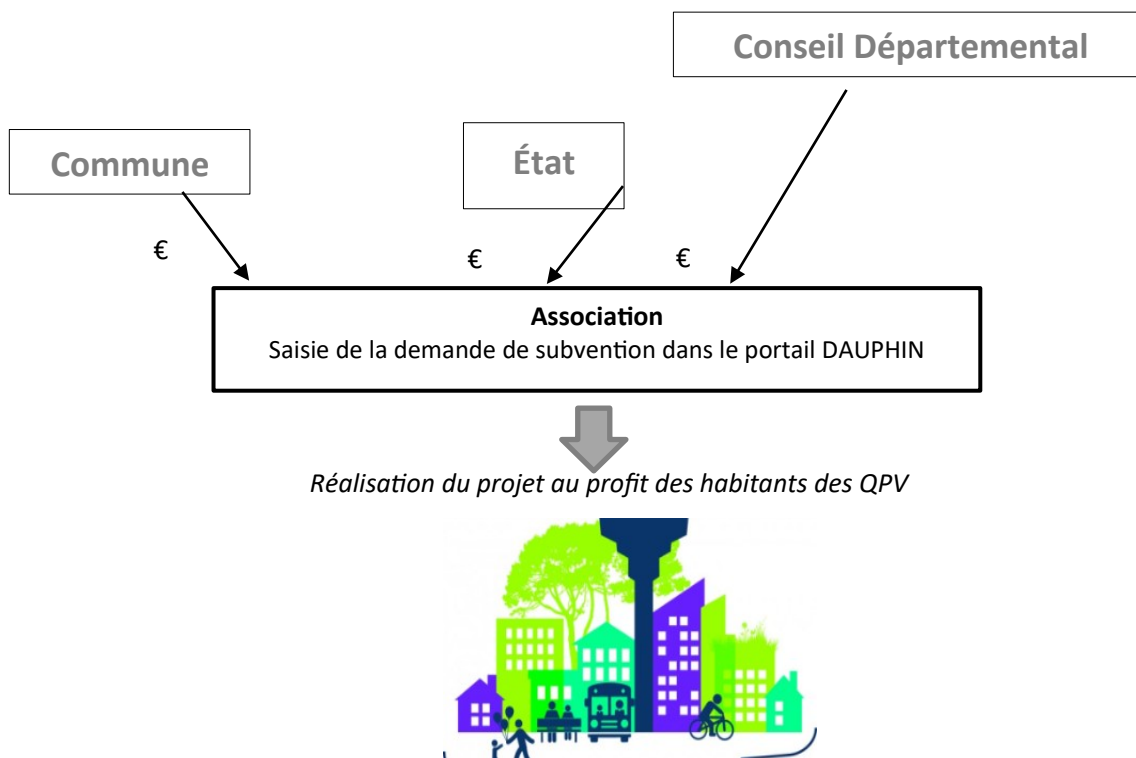 Conseil Départemental
Commune
État
€
€
€
Association
Saisie de la demande de subvention dans le portail DAUPHIN
Réalisation du projet au profit des habitants des QPV